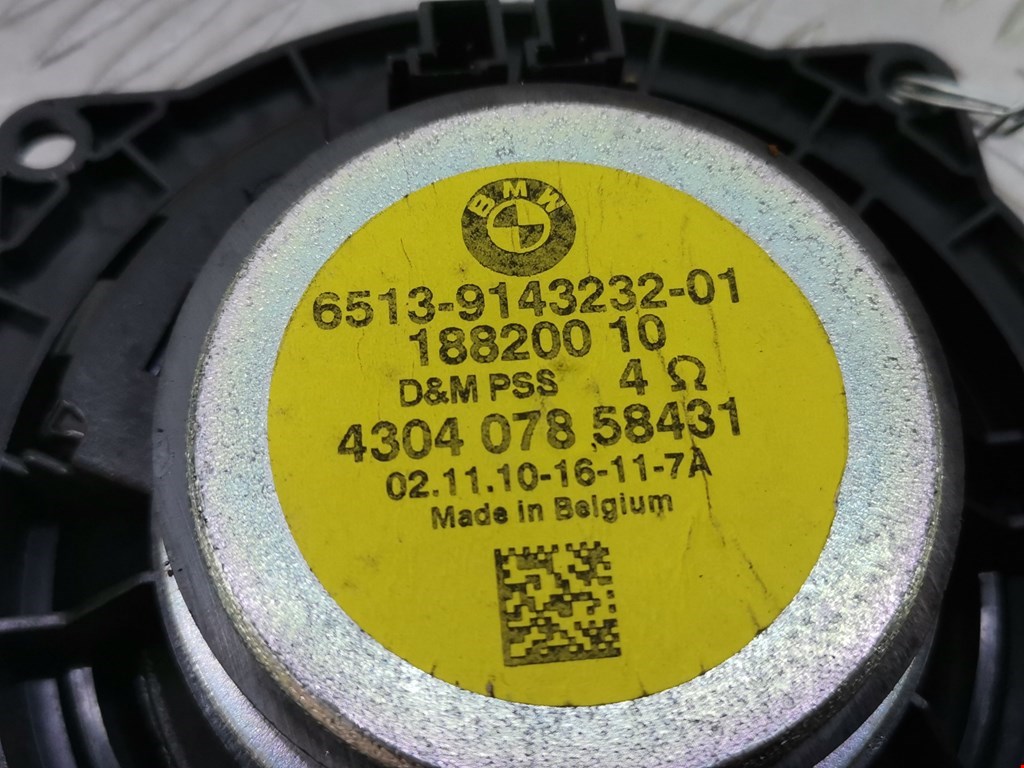 BMW
6513-9143232-01
188200 10
D&M PSS 4 Ω
4304 078 58431
02.11.10-16-11-7A
Made in Belgium